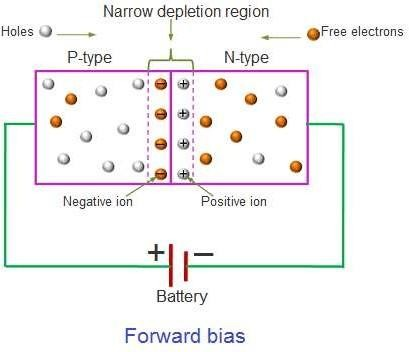 Narrow depletion region
Holes
Free electrons
P-type
N-type
Negative ion
Positive ion
+ −
Battery
Forward bias